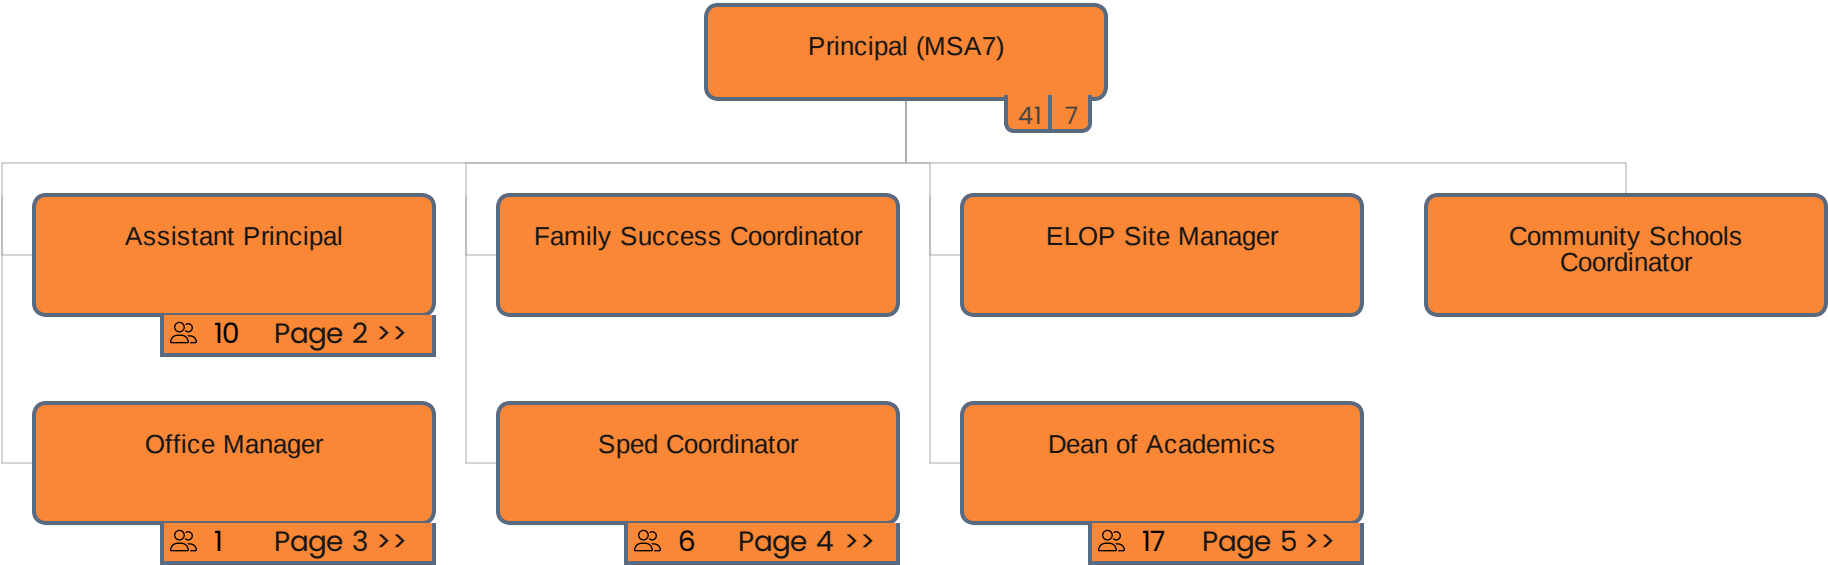 Principal (MSA7)
41 7
Assistant Principal
Family Success Coordinator
ELOP Site Manager
Community Schools
Coordinator
10 Page 2 >>
Office Manager
Sped Coordinator
Dean of Academics
1 Page 3 >>
6 Page 4 >>
17 Page 5 >>